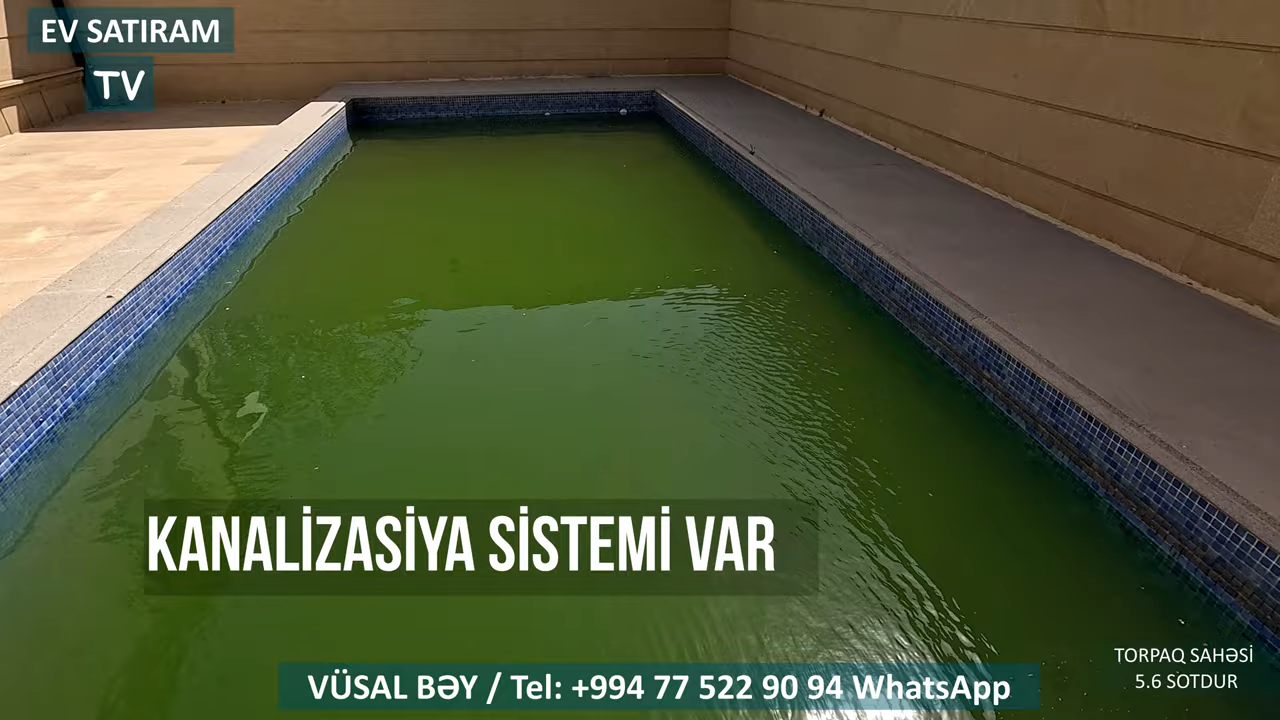 EV SATIRAM
TV
KANALİZASİYA SİSTEMİ VAR
TORPAQ SAHƏSİ
5.6 SOTDUR
VÜSAL BƏY / Tel: +994 77 522 90 94 WhatsApp